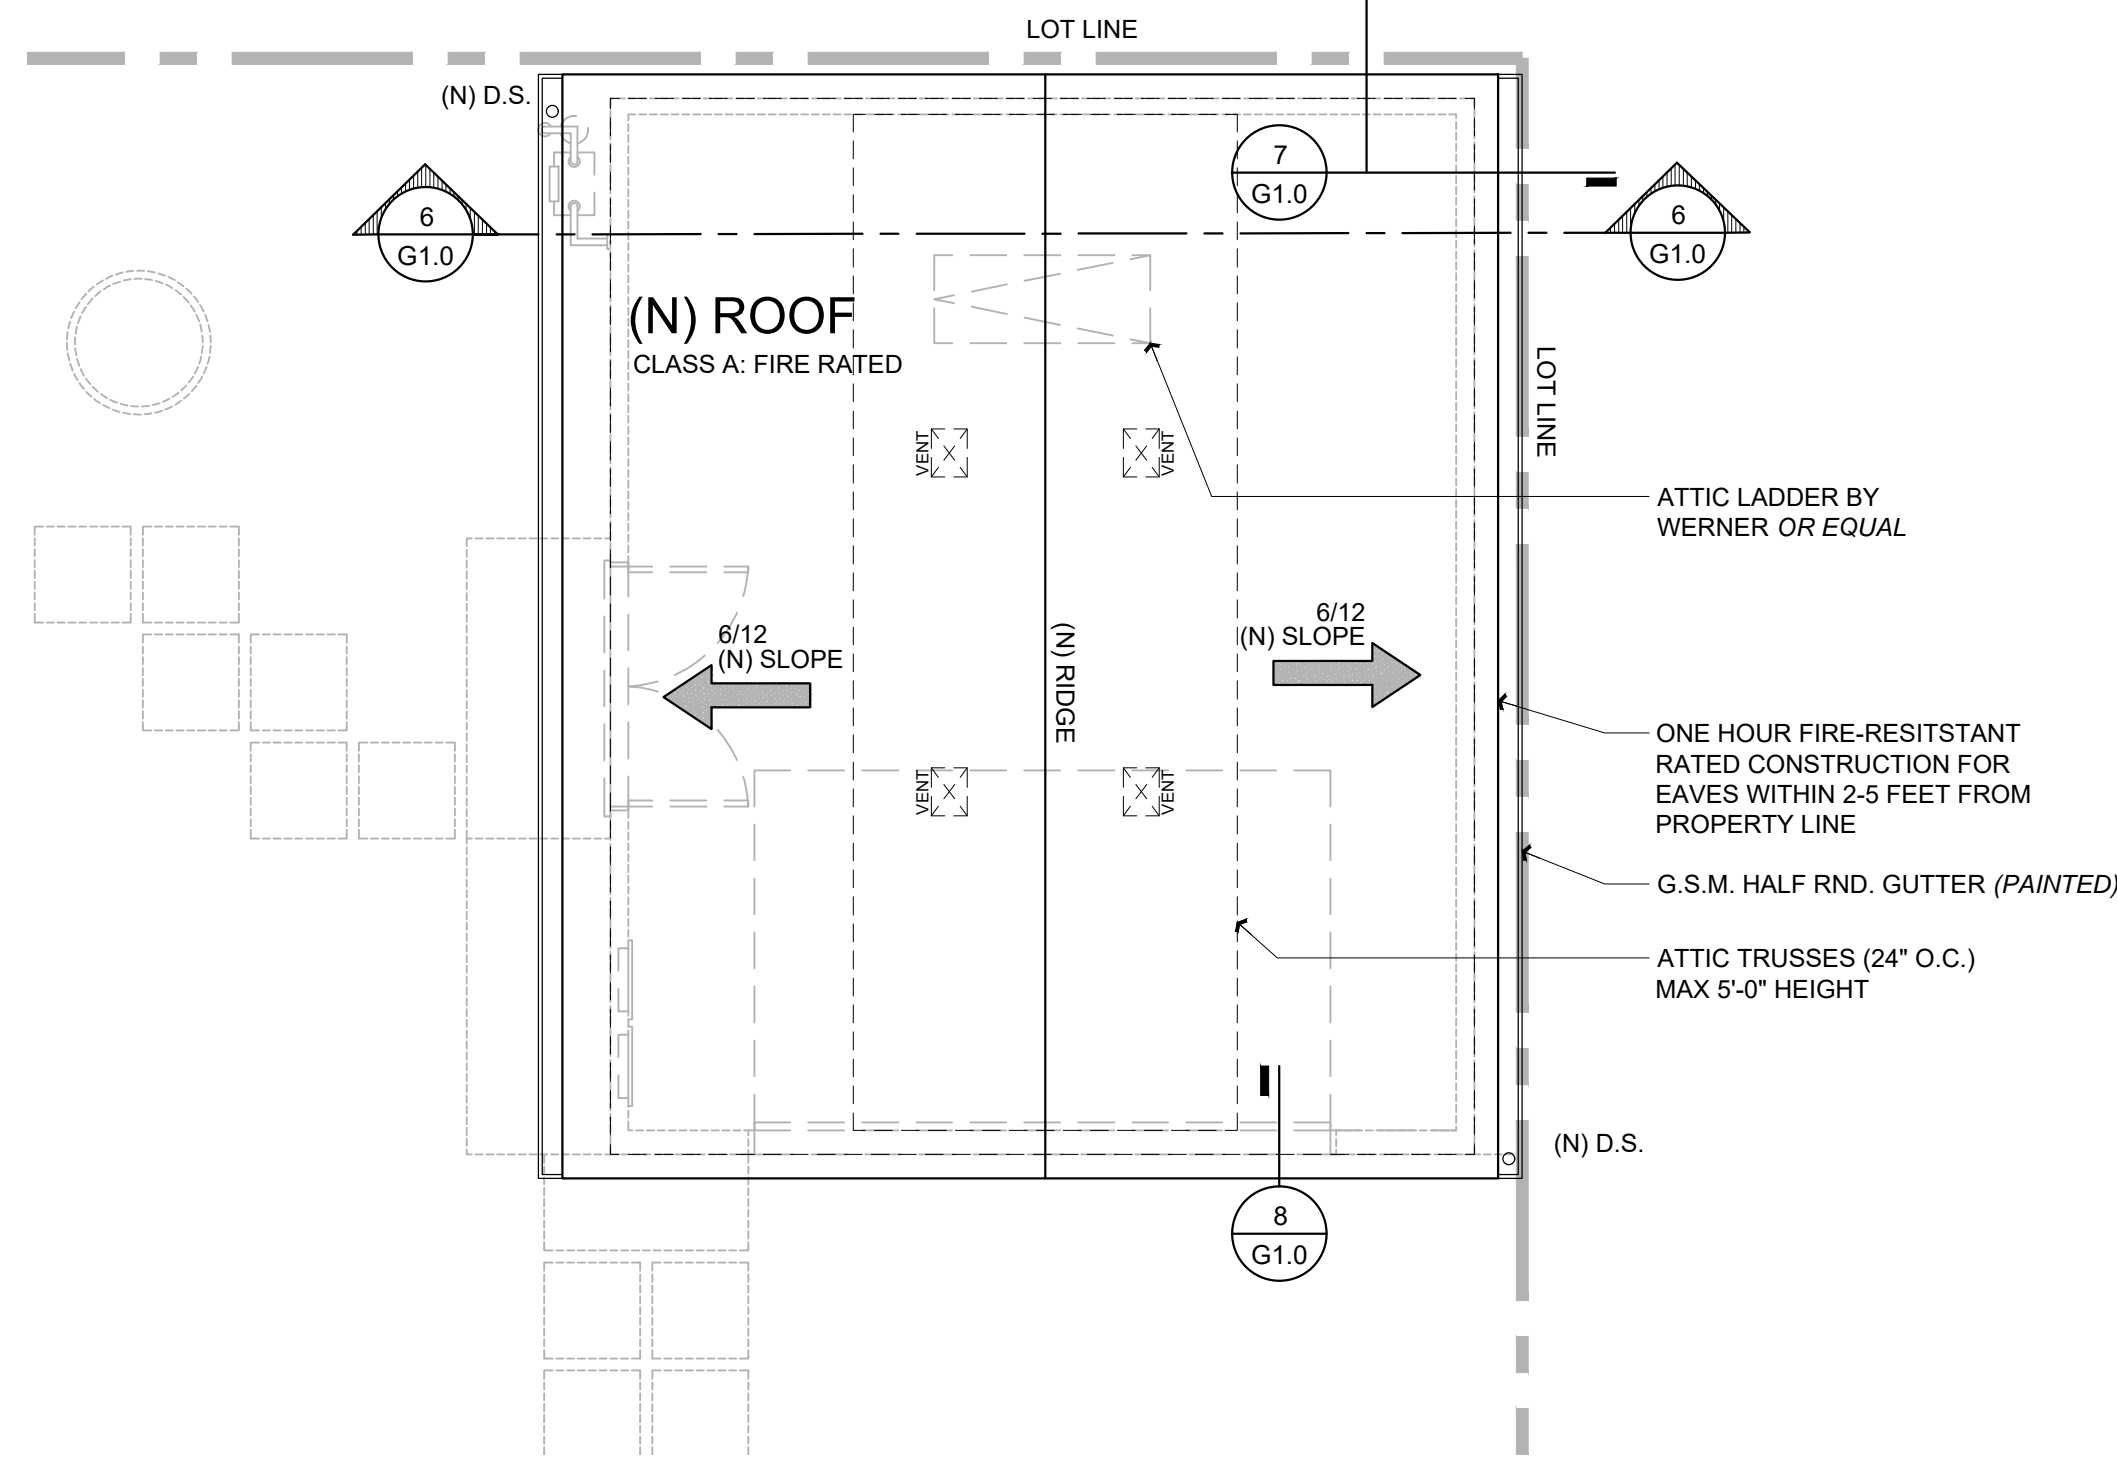 LOT LINE
(N) D.S.
7
G1.0
6
G1.0
6
G1.0
(N) ROOF
CLASS A: FIRE RATED
LOT LINE
VENT
VENT
ATTIC LADDER BY
WERNER OR EQUAL
6/12
(N) SLOPE
(N) RIDGE
6/12
(N) SLOPE
ONE HOUR FIRE-RESITSTANT
RATED CONSTRUCTION FOR
EAVES WITHIN 2-5 FEET FROM
PROPERTY LINE
VENT
VENT
G.S.M. HALF RND. GUTTER (PAINTED)
ATTIC TRUSSES (24" O.C.)
MAX 5'-0" HEIGHT
(N) D.S.
8
G1.0